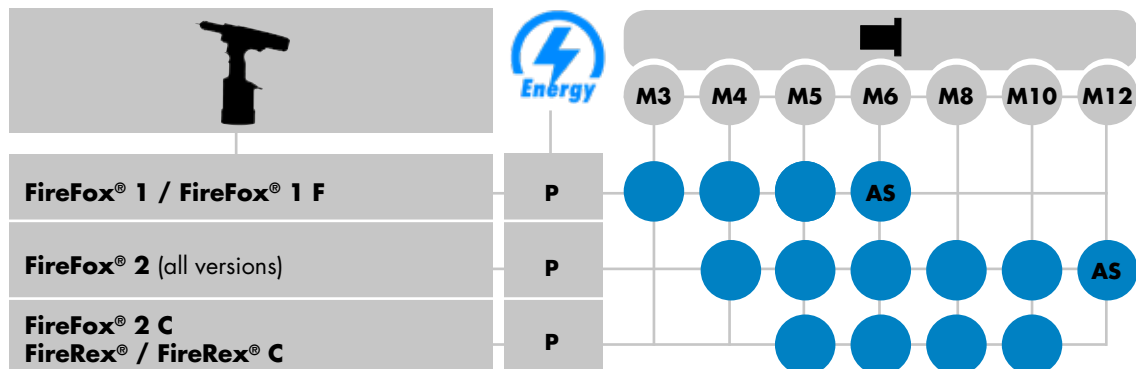 Energy
M3 M4 M5 M6 M8 M10 M12
FireFox® 1 / FireFox® 1 F P AS
FireFox® 2 (all versions) P AS
FireFox® 2 C
FireRex® / FireRex® C P